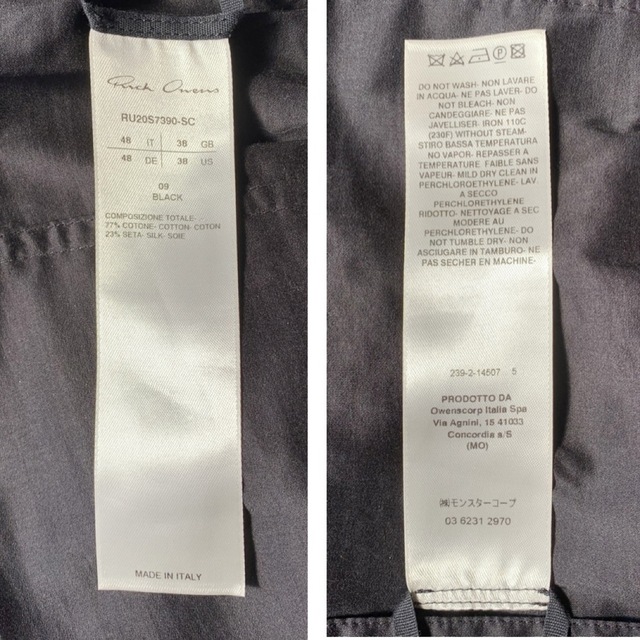 Rick Owens
RU20S7390-SC
48 IT 38 GB
48 DE 38 US
09
BLACK
COMPOSIZIONE TOTALE-
77% COTONE- COTTON- COTON
23% SETA- SILK- SOIE
MADE IN ITALY
DO NOT WASH- NON LAVARE
IN ACQUA- NE PAS LAVER- DO
NOT BLEACH- NON
CANDEGGIARE- NE PAS
JAVELLISER- IRON 110C
(230F) WITHOUT STEAM-
STIRO BASSA TEMPERATURA
NO VAPOR- REPASSER A
TEMPERATURE FAIBLE SANS
VAPEUR- MILD DRY CLEAN IN
PERCHLOROETHYLENE- LAV.
A SECCO
PERCHLORETHYLENE
RIDOTTO- NETTOYAGE A SEC
MODERE AU
PERCHLORETHYLENE- DO
NOT TUMBLE DRY- NON
ASCIUGARE IN TAMBURO- NE
PAS SECHER EN MACHINE-
239-2-14507 5
PRODOTTO DA
Owenscorp Italia Spa
Via Agnini, 15 41033
Concordia s/S
(MO)
㈱モンスターコープ
03 6231 2970